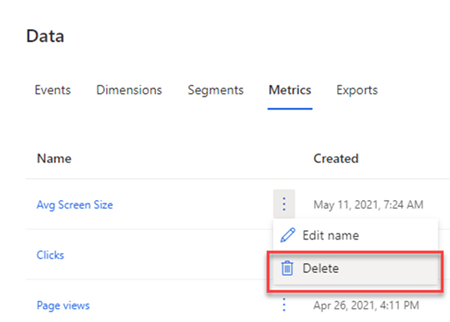 Data
Events Dimensions Segments Metrics Exports
Name Created
Avg Screen Size May 11, 2021, 7:24 AM
Edit name
Clicks
Delete
Page views Apr 26, 2021, 4:11 PM